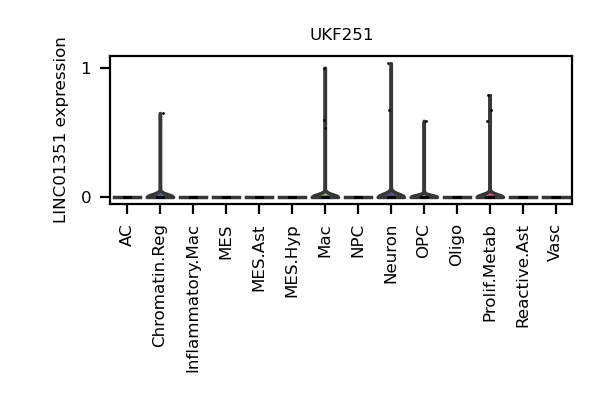 UKF251
LINC01351 expression
1
0
AC
Chromatin.Reg
Inflammatory.Mac
MES
MES.Ast
MES.Hyp
Mac
NPC
Neuron
OPC
Oligo
Prolif.Metab
Reactive.Ast
Vasc